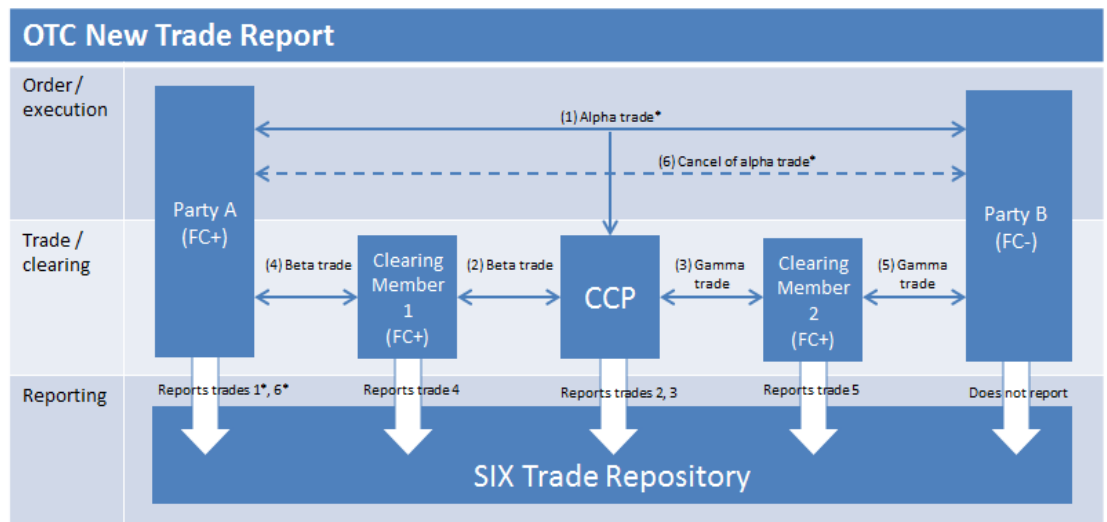 OTC New Trade Report
Order /
execution
(1) Alpha trade*
(6) Cancel of alpha trade*
Party A
(FC+)
Party B
(FC-)
Trade /
clearing
(4) Beta trade
Clearing
Member
1
(FC+)
(2) Beta trade
CCP
(3) Gamma
trade
Clearing
Member
2
(FC+)
(5) Gamma
trade
Reporting
Reports trades 1*, 6*
Reports trade 4
Reports trades 2, 3
Reports trade 5
Does not report
SIX Trade Repository